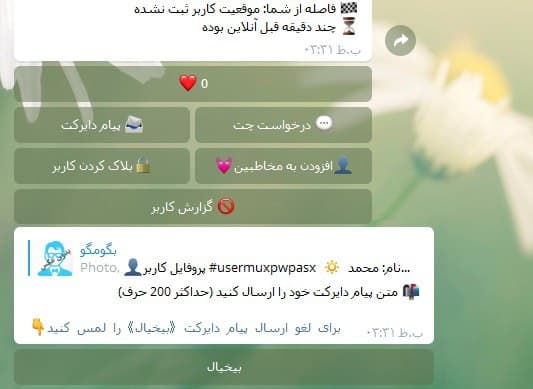 🏁 فاصله از شما: موقعیت کاربر ثبت نشده
⏳ چند دقیقه قبل آنلاین بوده
۰۳:۳۱ ب.ظ
❤️ 0
💬 درخواست چت
📨 پیام دایرکت
👤افزودن به مخاطبین💓
🔒بلاک کردن کاربر
🚫 گزارش کاربر
بگومگو
Photo, 👤پروفایل کاربر #usermuxpwpasx 🔅 نام: محمد...
📬 متن پیام دایرکت خود را ارسال کنید (حداکثر 200 حرف)
برای لغو ارسال پیام دایرکت 《بیخیال》 را لمس کنید👇
۰۳:۳۱ ب.ظ
بیخیال